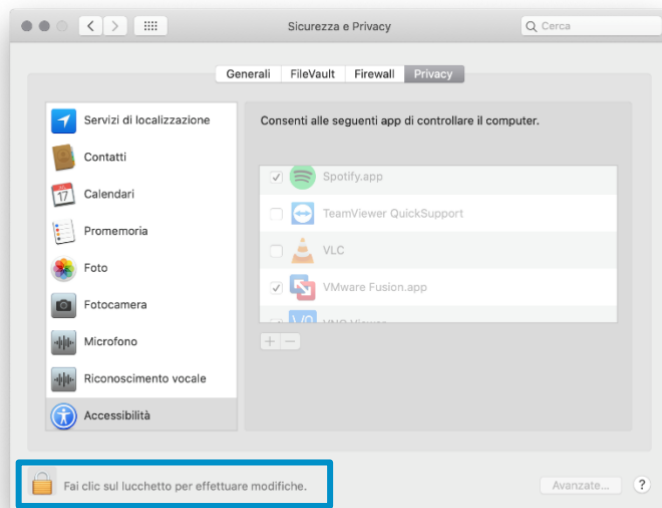 Sicurezza e Privacy
Cerca
Generali
FileVault
Firewall
Privacy
Servizi di localizzazione
Contatti
Calendari
Promemoria
Foto
Fotocamera
Microfono
Riconoscimento vocale
Accessibilità
Consenti alle seguenti app di controllare il computer.
Spotify.app
TeamViewer QuickSupport
VLC
VMware Fusion.app
Fai clic sul lucchetto per effettuare modifiche.
Avanzate...
?